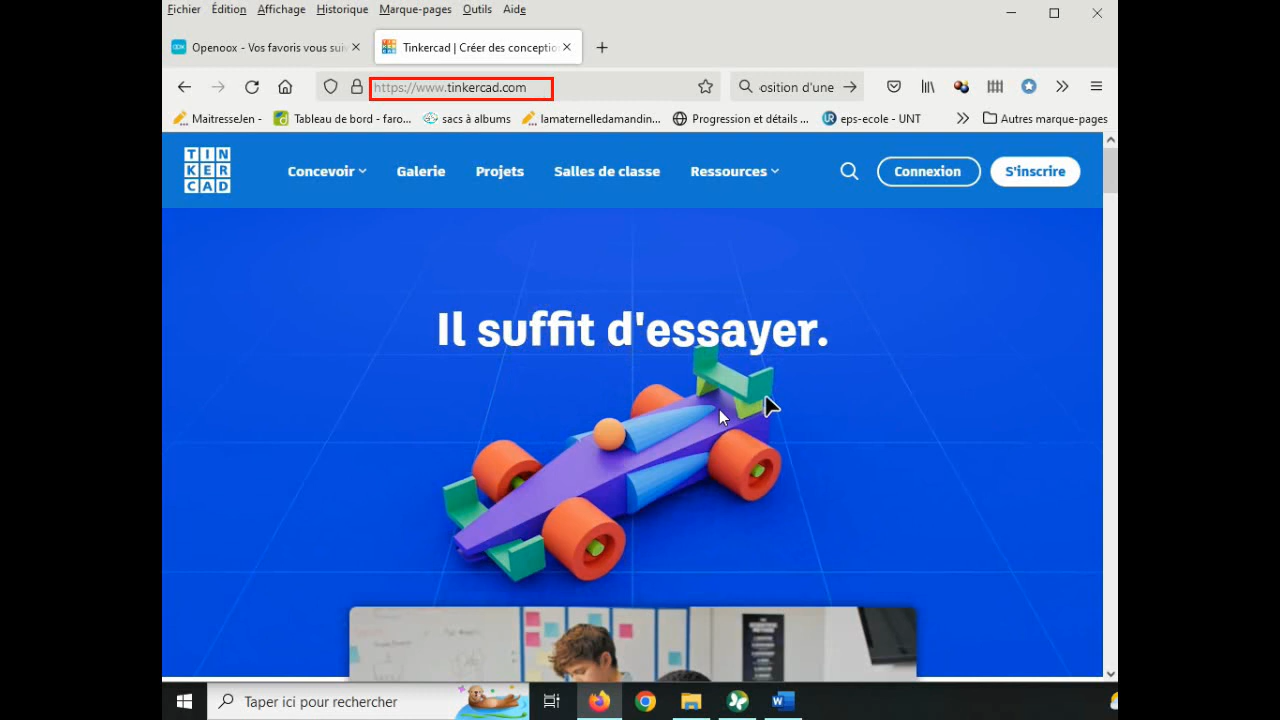 Fichier Édition Affichage Historique Marque-pages Outils Aide
Openoox - Vos favoris vous sui
Tinkercad | Créer des conceptio
https://www.tinkercad.com
osition d'une
MaitresseJen -
Tableau de bord - faro...
sacs à albums
lamaternelledamandin...
Progression et détails ...
eps-ecole - UNT
Autres marque-pages
TIN
KER
CAD
Concevoir
Galerie
Projets
Salles de classe
Ressources
Connexion
S'inscrire
Il suffit d'essayer.
Taper ici pour rechercher